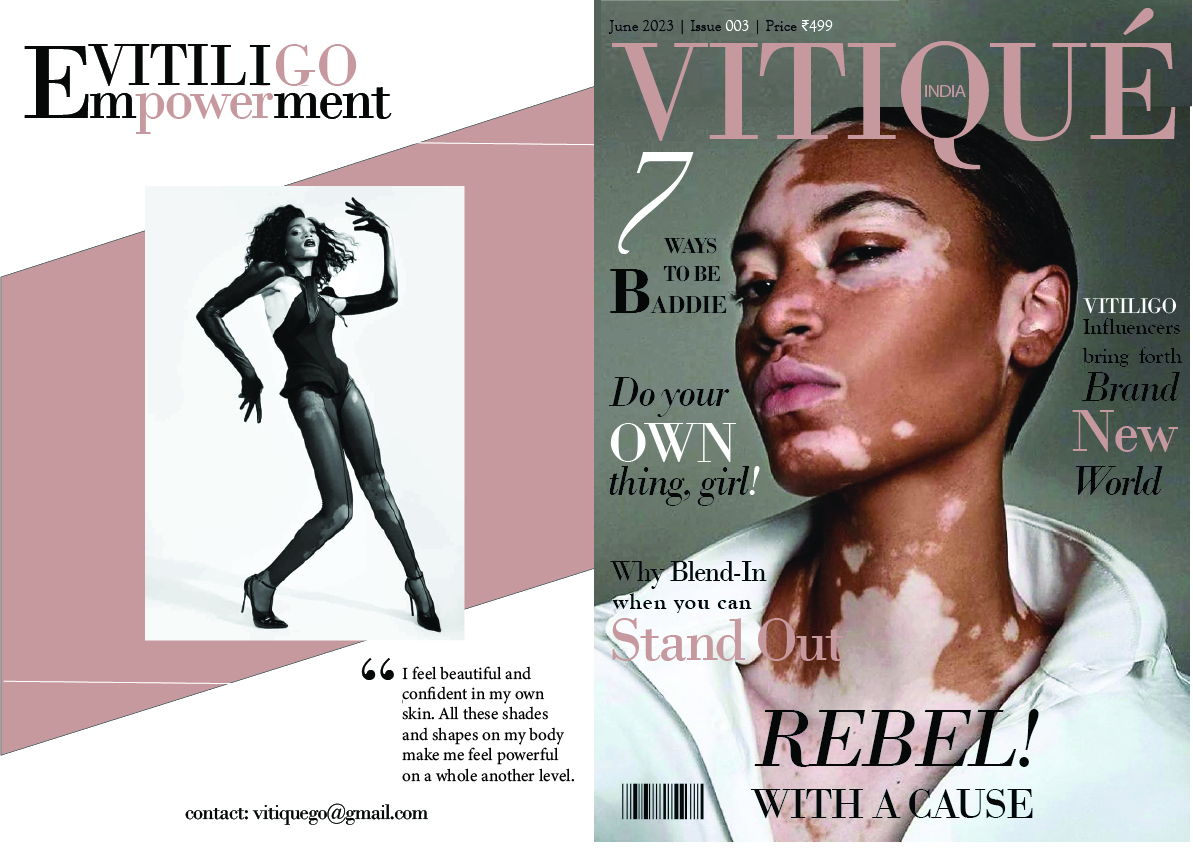 VITILIGO
Empowerment
“ I feel beautiful and
confident in my own
skin. All these shades
and shapes on my body
make me feel powerful
on a whole another level.
contact: vitiquego@gmail.com
June 2023 | Issue 003 | Price ₹499
VITIQUÉ
INDIA
7
WAYS
TO BE
BADDIE
Do your
OWN
thing, girl!
Why Blend-In
when you can
Stand Out
VITILIGO
Influencers
bring forth
Brand
New
World
REBEL!
WITH A CAUSE